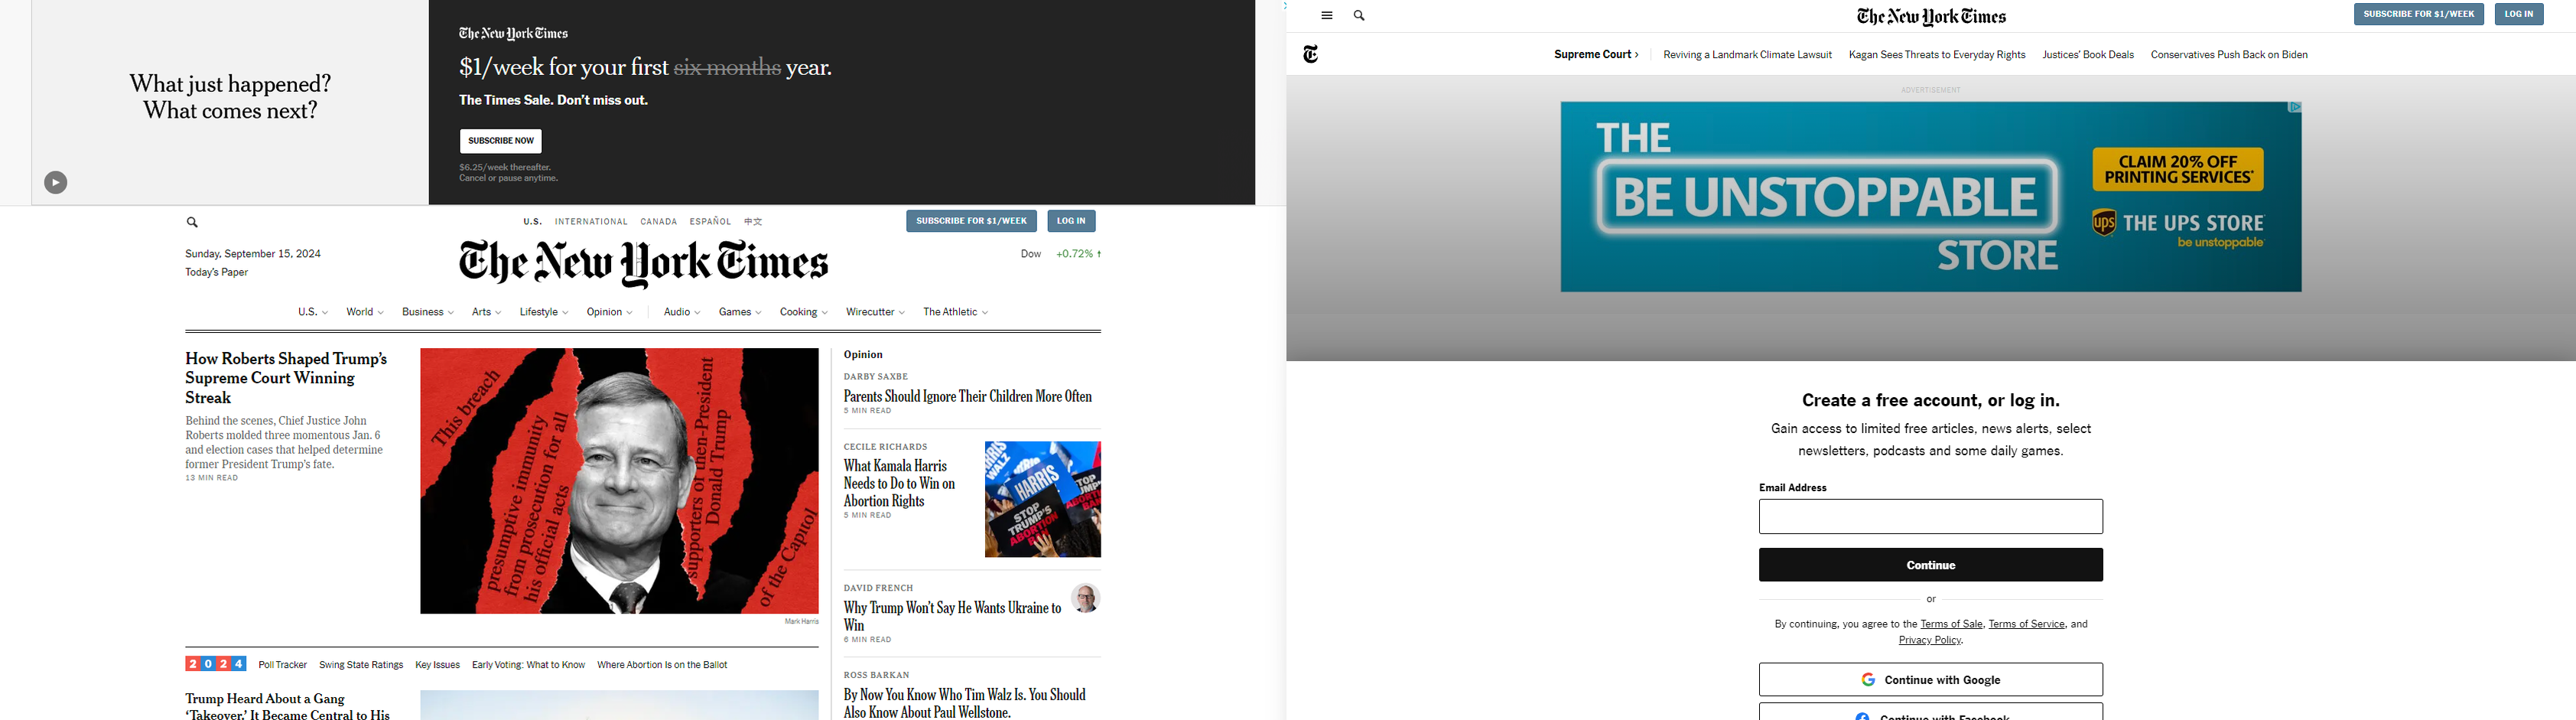 What just happened?
What comes next?
The New York Times
$1/week for your first six months year.
The Times Sale. Don't miss out.
SUBSCRIBE NOW
$6.25/week thereafter.
Cancel or pause anytime.
U.S. INTERNATIONAL CANADA ESPAÑOL 中文
SUBSCRIBE FOR $1/WEEK LOG IN
Sunday, September 15, 2024
Today's Paper
The New York Times
Dow +0.72%
U.S. World Business Arts Lifestyle Opinion Audio Games Cooking Wirecutter The Athletic
How Roberts Shaped Trump's
Supreme Court Winning
Streak
Behind the scenes, Chief Justice John
Roberts molded three momentous Jan. 6
and election cases that helped determine
former President Trump's fate.
13 MIN READ
This breach
presumptive immunity
from prosecution for all
his official acts
supporters of then-President
Donald Trump
of the Capitol
Mark Harris
2024 Poll Tracker Swing State Ratings Key Issues Early Voting: What to Know Where Abortion Is on the Ballot
Trump Heard About a Gang
'Takeover.' It Became Central to His
Opinion
DARBY SAXBE
Parents Should Ignore Their Children More Often
5 MIN READ
CECILE RICHARDS
What Kamala Harris
Needs to Do to Win on
Abortion Rights
5 MIN READ
HARRIS
WALZ
HARRIS
STOP
TRUMP'S
ABORTION
BAN
DAVID FRENCH
Why Trump Won't Say He Wants Ukraine to
Win
6 MIN READ
ROSS BARKAN
By Now You Know Who Tim Walz Is. You Should
Also Know About Paul Wellstone.
The New York Times
SUBSCRIBE FOR $1/WEEK LOG IN
T
Supreme Court › Reviving a Landmark Climate Lawsuit Kagan Sees Threats to Everyday Rights Justices' Book Deals Conservatives Push Back on Biden
ADVERTISEMENT
THE
BE UNSTOPPABLE
STORE
CLAIM 20% OFF
PRINTING SERVICES*
ups THE UPS STORE
be unstoppable
Create a free account, or log in.
Gain access to limited free articles, news alerts, select
newsletters, podcasts and some daily games.
Email Address
Continue
or
By continuing, you agree to the Terms of Sale, Terms of Service, and
Privacy Policy.
Continue with Google
Continue with Facebook